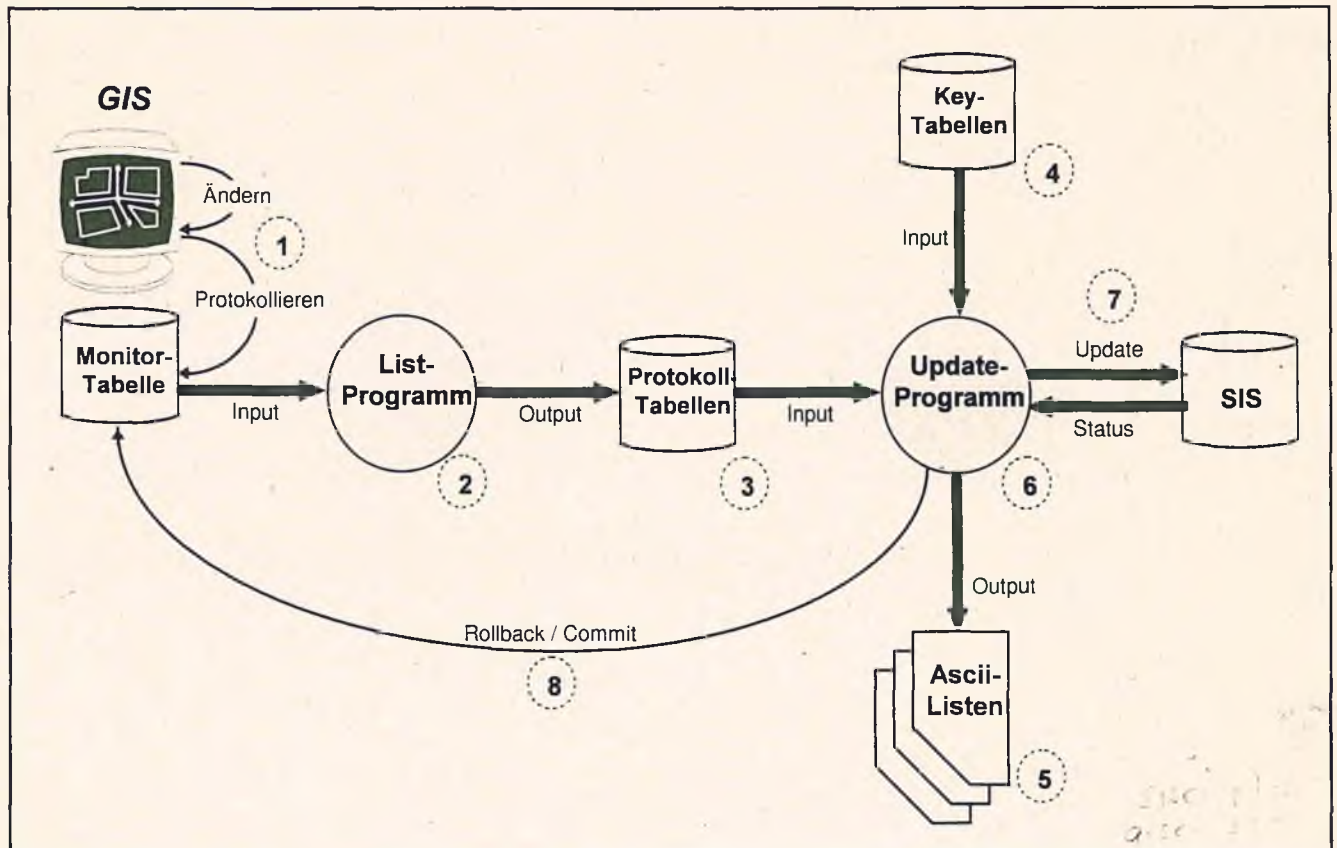 GIS
Ändern
1
Protokollieren
Monitor-
Tabelle
Input
List-
Programm
2
Output
Protokoll-
Tabellen
3
Input
Key-
Tabellen
4
Input
Update-
Programm
6
7
Update
Status
SIS
Output
Ascii-
Listen
5
Rollback / Commit
8